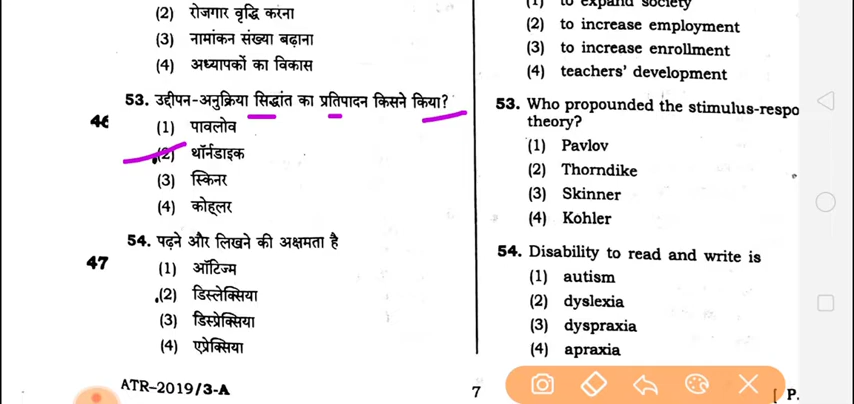 (2) रोजगार वृद्धि करना
(3) नामांकन संख्या बढ़ाना
(4) अध्यापकों का विकास
53. उद्दीपन-अनुक्रिया सिद्धांत का प्रतिपादन किसने किया?
46
(1) पावलोव
(2) थॉर्नडाइक
(3) स्किनर
(4) कोह्लर
54. पढ़ने और लिखने की अक्षमता है
47
(1) ऑटिज्म
(2) डिस्लेक्सिया
(3) डिस्प्रेक्सिया
(4) एप्रेक्सिया
ATR–2019/3-A
(1) to expand society
(2) to increase employment
(3) to increase enrollment
(4) teachers' development
53. Who propounded the stimulus-respo
theory?
(1) Pavlov
(2) Thorndike
(3) Skinner
(4) Kohler
54. Disability to read and write is
(1) autism
(2) dyslexia
(3) dyspraxia
(4) apraxia
7
[ P.